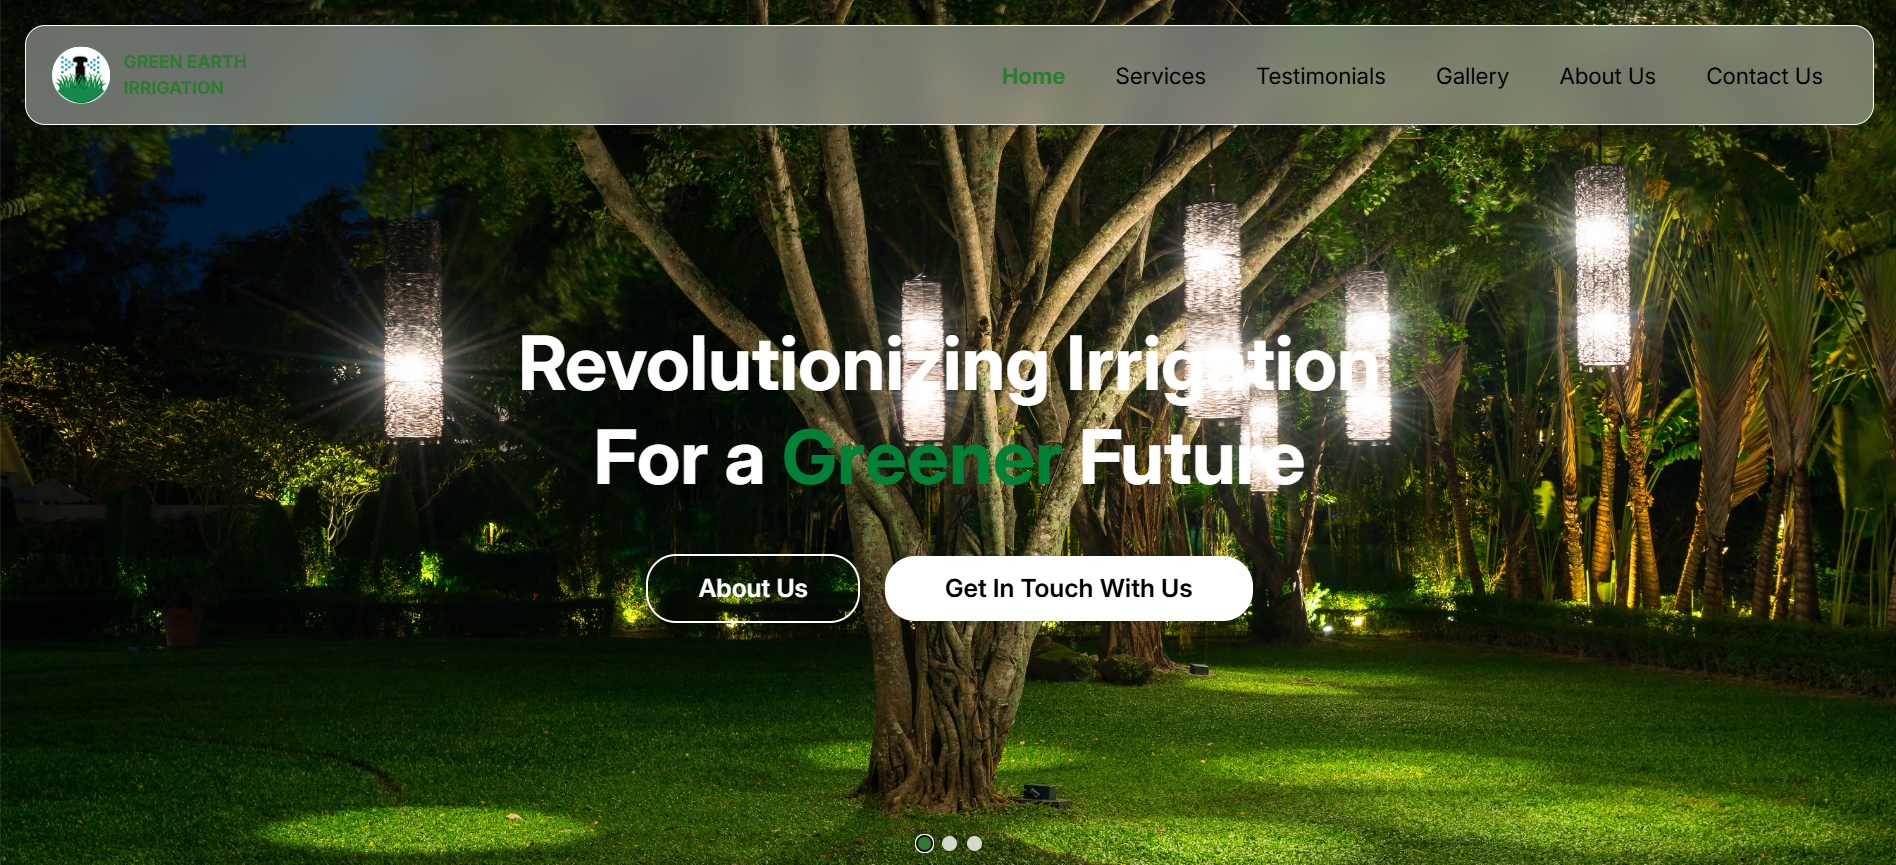 GREEN EARTH
IRRIGATION
Home Services Testimonials Gallery About Us Contact Us
Revolutionizing Irrigation
For a Greener Future
About Us Get In Touch With Us